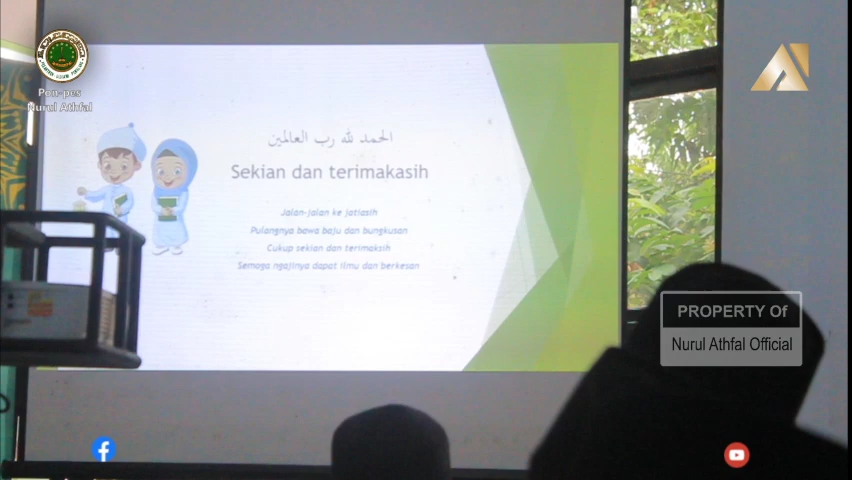 Pon-pes
Nurul Athfal
الحمد لله رب العالمين
Sekian dan terimakasih
Jalan-jalan ke jatiasih
Pulangnya bawa baju dan bungkusan
Cukup sekian dan terimaksih
Semoga ngajinya dapat ilmu dan berkesan
PROPERTY Of
Nurul Athfal Official